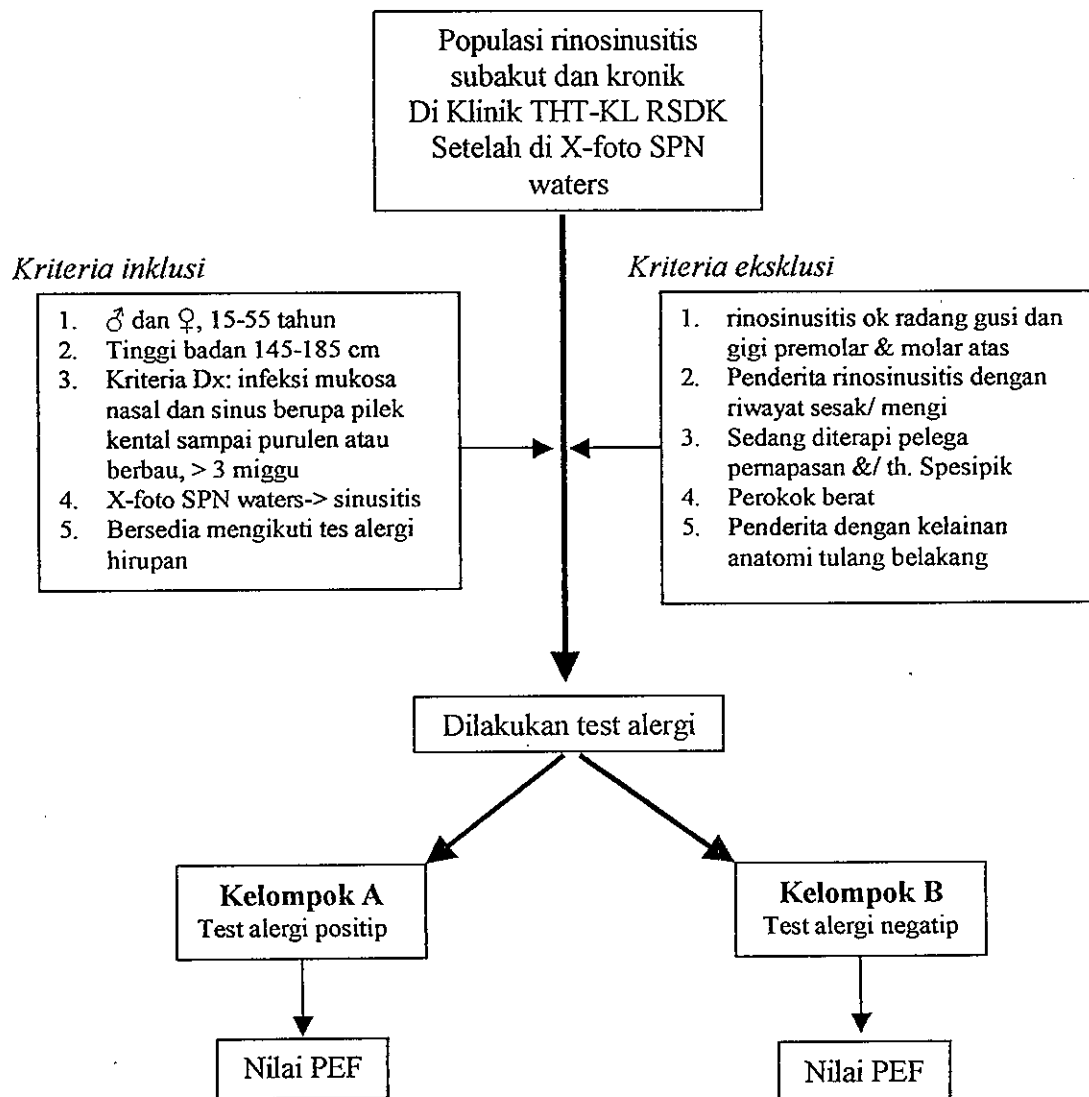 Populasi rinosinusitis
subakut dan kronik
Di Klinik THT-KL RSDK
Setelah di X-foto SPN
waters
Kriteria inklusi
1. ♂ dan ♀, 15-55 tahun
2. Tinggi badan 145-185 cm
3. Kriteria Dx: infeksi mukosa
nasal dan sinus berupa pilek
kental sampai purulen atau
berbau, > 3 miggu
4. X-foto SPN waters-> sinusitis
5. Bersedia mengikuti tes alergi
hirupan
Kriteria eksklusi
1. rinosinusitis ok radang gusi dan
gigi premolar & molar atas
2. Penderita rinosinusitis dengan
riwayat sesak/ mengi
3. Sedang diterapi pelega
pernapasan &/ th. Spesipik
4. Perokok berat
5. Penderita dengan kelainan
anatomi tulang belakang
Dilakukan test alergi
Kelompok A
Test alergi positip
Kelompok B
Test alergi negatip
Nilai PEF
Nilai PEF